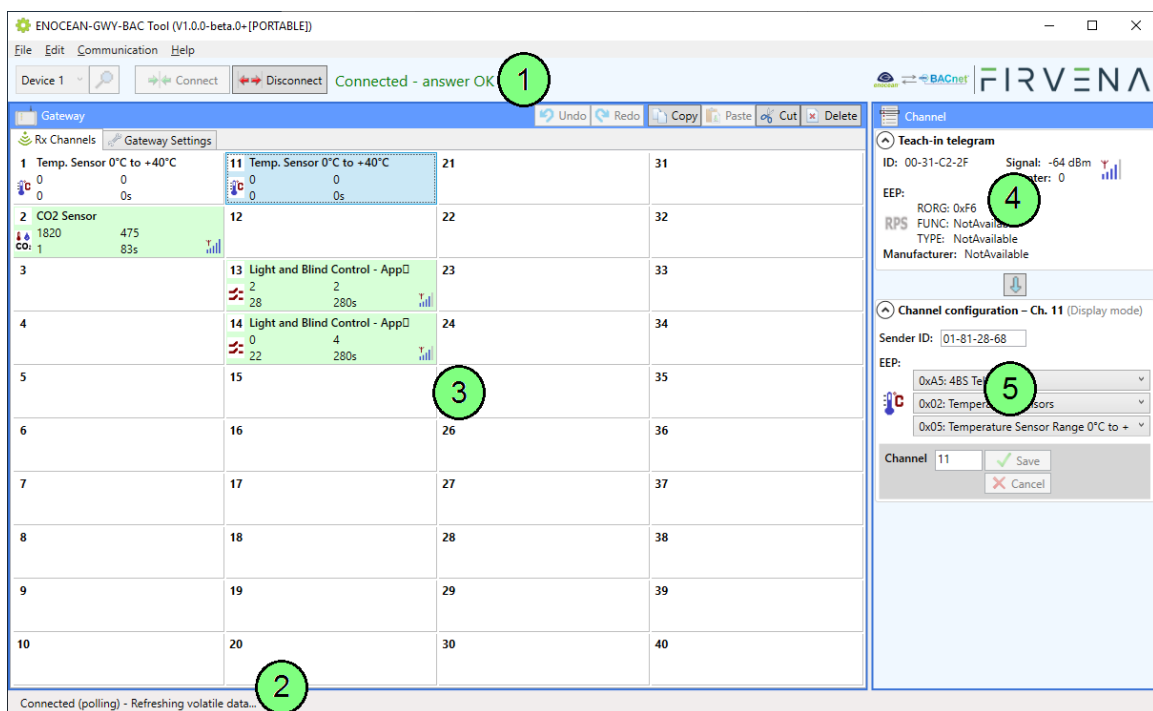 ENOCEAN-GWY-BAC Tool (V1.0.0-beta.0+[PORTABLE])
File Edit Communication Help
Device 1 Connect Disconnect Connected - answer OK 1
enocean BACnet FIRVENA
Gateway Undo Redo Copy Paste Cut Delete
Rx Channels Gateway Settings
1 Temp. Sensor 0°C to +40°C
°C 0 0
0 0s
11 Temp. Sensor 0°C to +40°C
°C 0 0
0 0s
21
31
2 CO2 Sensor
1820 475
CO₂ 1 83s
12
22
32
3
13 Light and Blind Control - App
2 2
28 280s
23
33
4
14 Light and Blind Control - App
0 4
22 280s
24
34
5
15
3
35
6
16
26
36
7
17
27
37
8
18
28
38
9
19
29
39
10
20
30
40
Channel
Teach-in telegram
ID: 00-31-C2-2F Signal: -64 dBm
0
EEP:
4
RORG: 0xF6
RPS FUNC:
TYPE: NotAvailable
Manufacturer: NotAvailable
Channel configuration – Ch. 11 (Display mode)
Sender ID: 01-81-28-68
EEP:
0xA5: 4BS
5
°C 0x02:
0x05: Temperature Sensor Range 0°C to +
Channel 11 Save
Cancel
2
Connected (polling) - Refreshing volatile data...